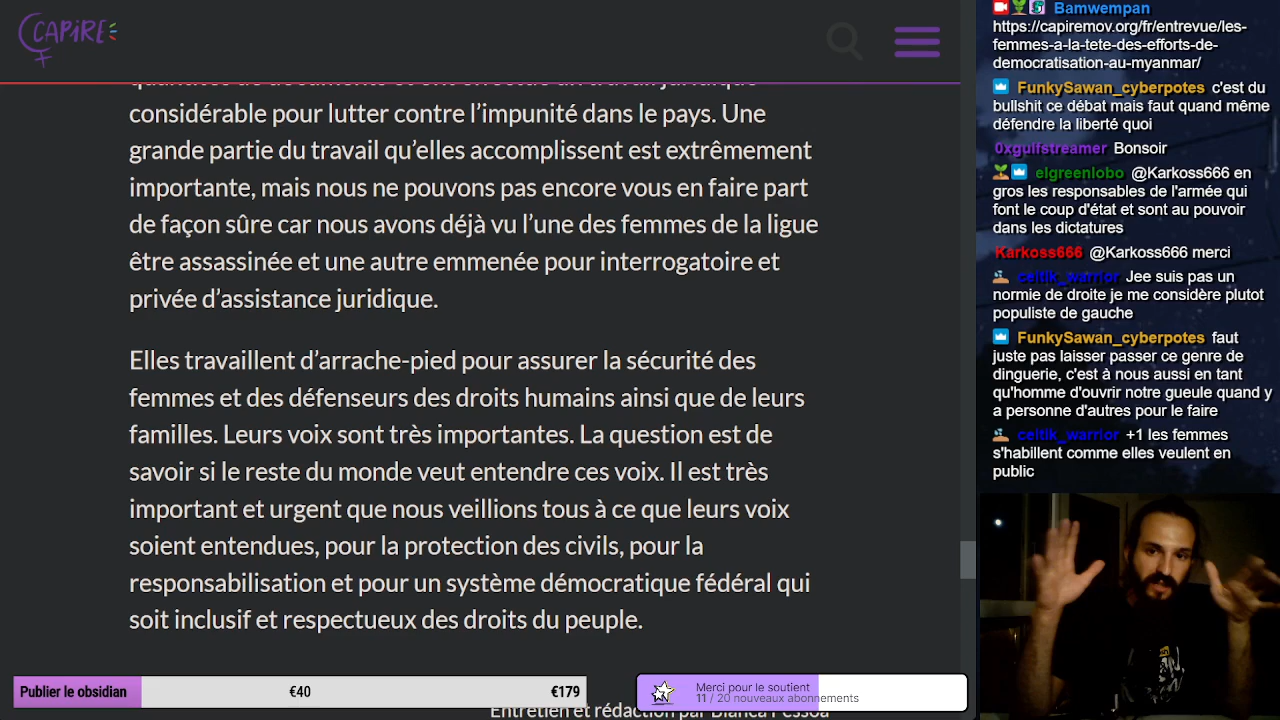 CAPIRE
considérable pour lutter contre l’impunité dans le pays. Une
grande partie du travail qu’elles accomplissent est extrêmement
importante, mais nous ne pouvons pas encore vous en faire part
de façon sûre car nous avons déjà vu l’une des femmes de la ligue
être assassinée et une autre emmenée pour interrogatoire et
privée d’assistance juridique.
Elles travaillent d’arrache-pied pour assurer la sécurité des
femmes et des défenseurs des droits humains ainsi que de leurs
familles. Leurs voix sont très importantes. La question est de
savoir si le reste du monde veut entendre ces voix. Il est très
important et urgent que nous veillions tous à ce que leurs voix
soient entendues, pour la protection des civils, pour la
responsabilisation et pour un système démocratique fédéral qui
soit inclusif et respectueux des droits du peuple.
Entretien et rédaction par Bianca Pessoa
Publier le obsidian €40 €179
Merci pour le soutient
11 / 20 nouveaux abonnements
Bamwempan
https://capiremov.org/fr/entrevue/les-
femmes-a-la-tete-des-efforts-de-
democratisation-au-myanmar/
FunkySawan_cyberpotes c'est du
bullshit ce débat mais faut quand même
défendre la liberté quoi
0xgulfstreamer Bonsoir
elgreenlobo @Karkoss666 en
gros les responsables de l'armée qui
font le coup d'état et sont au pouvoir
dans les dictatures
Karkoss666 @Karkoss666 merci
celtik_warrior Jee suis pas un
normie de droite je me considère plutot
populiste de gauche
FunkySawan_cyberpotes faut
juste pas laisser passer ce genre de
dinguerie, c'est à nous aussi en tant
qu'homme d'ouvrir notre gueule quand y
a personne d'autres pour le faire
celtik_warrior +1 les femmes
s'habillent comme elles veulent en
public